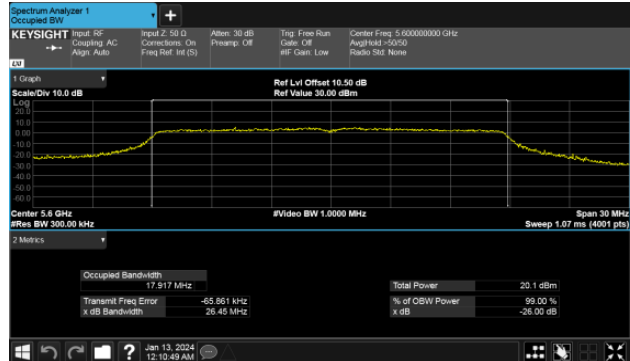 Spectrum Analyzer 1
Occupied BW
+
KEYSIGHT
Input: RF
Coupling: AC
Align: Auto
Input Z: 50 Ω
Corrections: On
Freq Ref: Int (S)
Atten: 30 dB
Preamp: Off
Trig: Free Run
Gate: Off
#IF Gain: Low
Center Freq: 5.600000000 GHz
Avg|Hold:>50/50
Radio Std: None
LXI
1 Graph
Scale/Div 10.0 dB
Ref Lvl Offset 10.50 dB
Ref Value 30.00 dBm
Log
20.0
10.0
0.00
-10.0
-20.0
-30.0
-40.0
-50.0
-60.0
Center 5.6 GHz
#Res BW 300.00 kHz
#Video BW 1.0000 MHz
Span 30 MHz
Sweep 1.07 ms (4001 pts)
2 Metrics
Occupied Bandwidth
17.917 MHz
Transmit Freq Error -65.861 kHz
x dB Bandwidth 26.45 MHz
Total Power 20.1 dBm
% of OBW Power 99.00 %
x dB -26.00 dB
?
Jan 13, 2024
12:10:49 AM